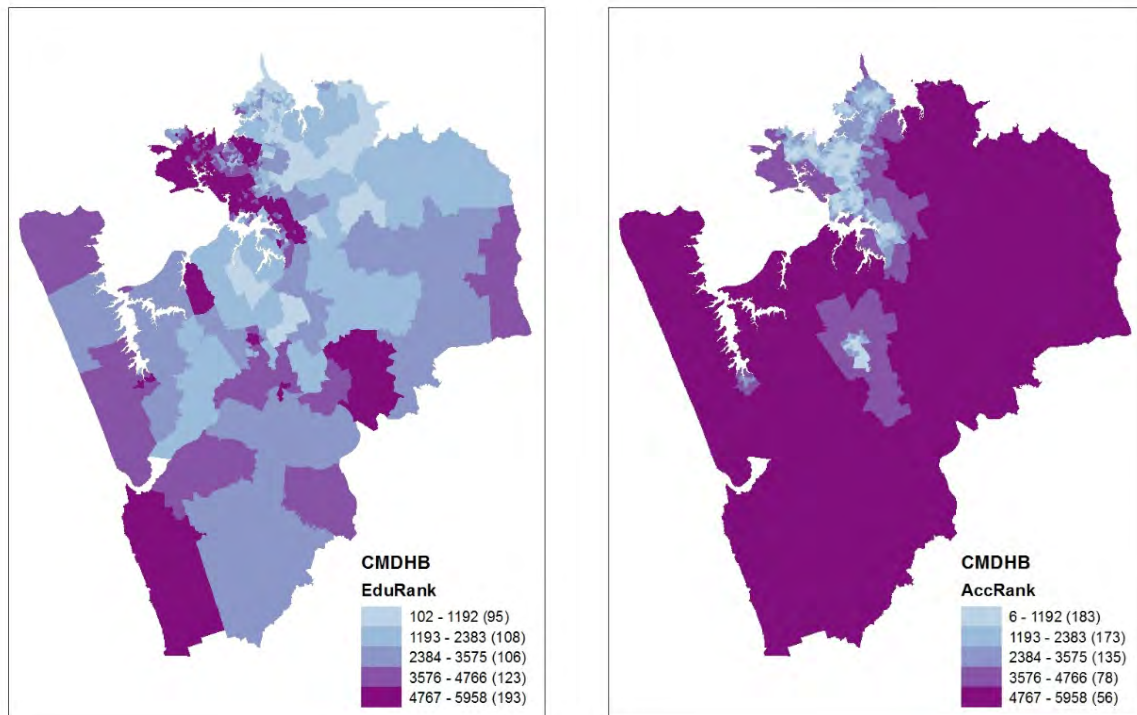 CMDHB
EduRank
102 - 1192 (95)
1193 - 2383 (108)
2384 - 3575 (106)
3576 - 4766 (123)
4767 - 5958 (193)
CMDHB
AccRank
6 - 1192 (183)
1193 - 2383 (173)
2384 - 3575 (135)
3576 - 4766 (78)
4767 - 5958 (56)